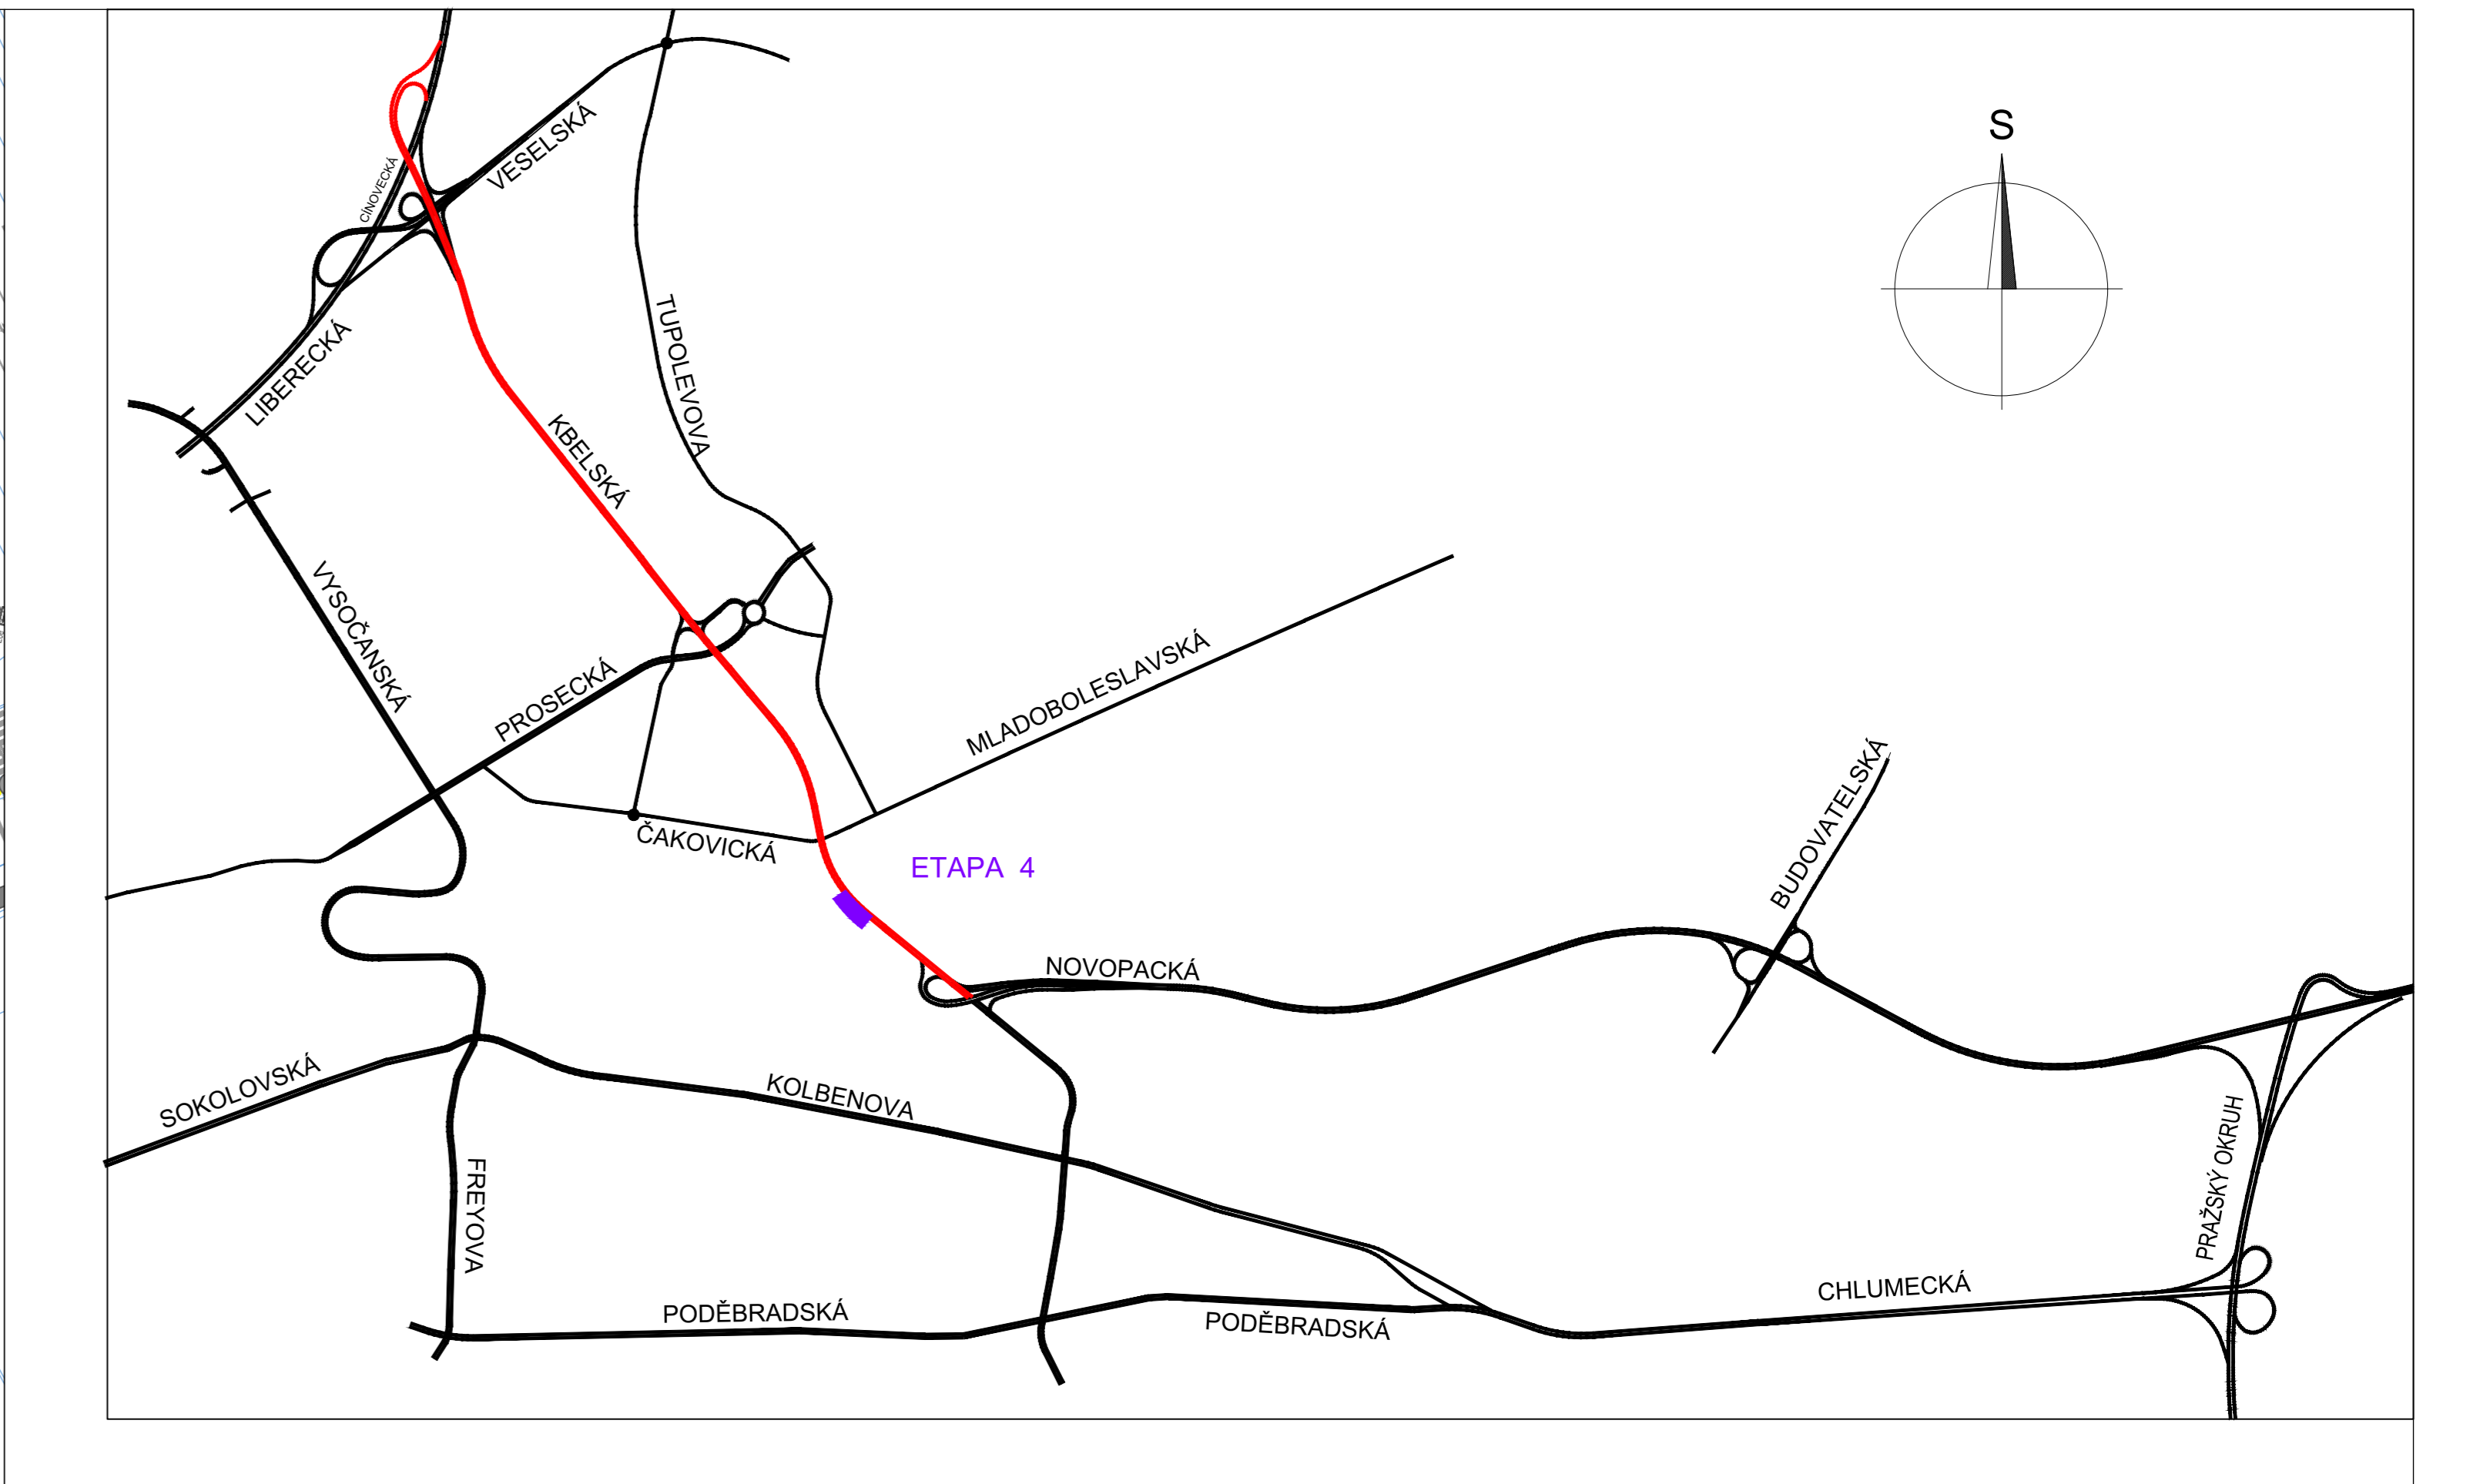 S
VESELSKÁ
CÍNOVECKÁ
LIBERECKÁ
TUPOLEVOVA
KBELSKÁ
VYSOČANSKÁ
PROSECKÁ
MLADOBOLESLAVSKÁ
ČAKOVICKÁ
BUDOVATELSKÁ
ETAPA 4
NOVOPACKÁ
SOKOLOVSKÁ
KOLBENOVA
PRAŽSKÝ OKRUH
FREYOVA
CHLUMECKÁ
PODĚBRADSKÁ
PODĚBRADSKÁ